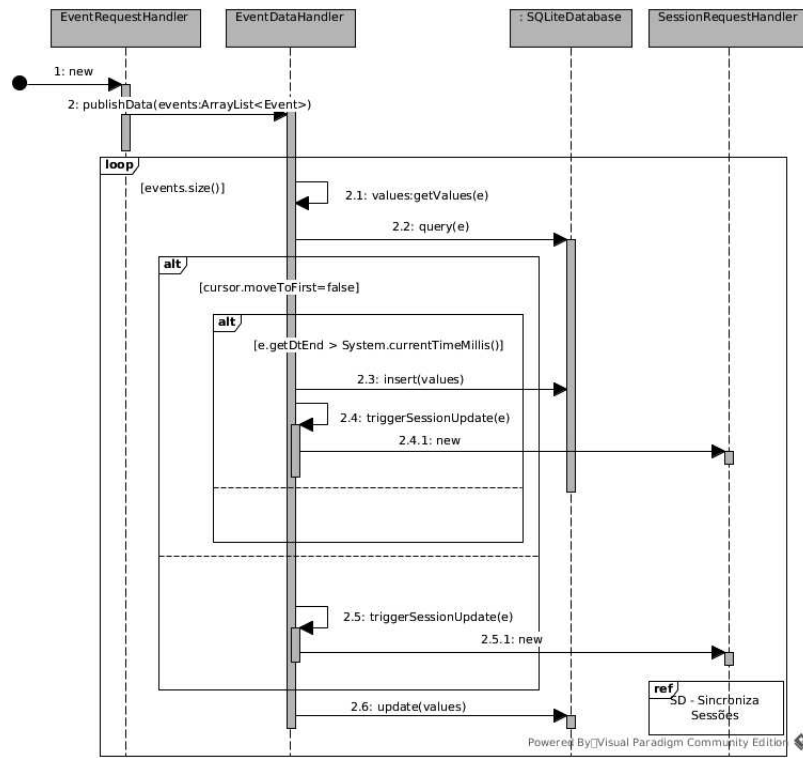 EventRequestHandler
EventDataHandler
: SQLiteDatabase
SessionRequestHandler
1: new
2: publishData(events:ArrayList<Event>)
loop
[events.size()]
2.1: values:getValues(e)
2.2: query(e)
alt
[cursor.moveToFirst=false]
alt
[e.getDtEnd > System.currentTimeMillis()]
2.3: insert(values)
2.4: triggerSessionUpdate(e)
2.4.1: new
2.5: triggerSessionUpdate(e)
2.5.1: new
ref
SD - Sincroniza
Sessões
2.6: update(values)
Powered By Visual Paradigm Community Edition